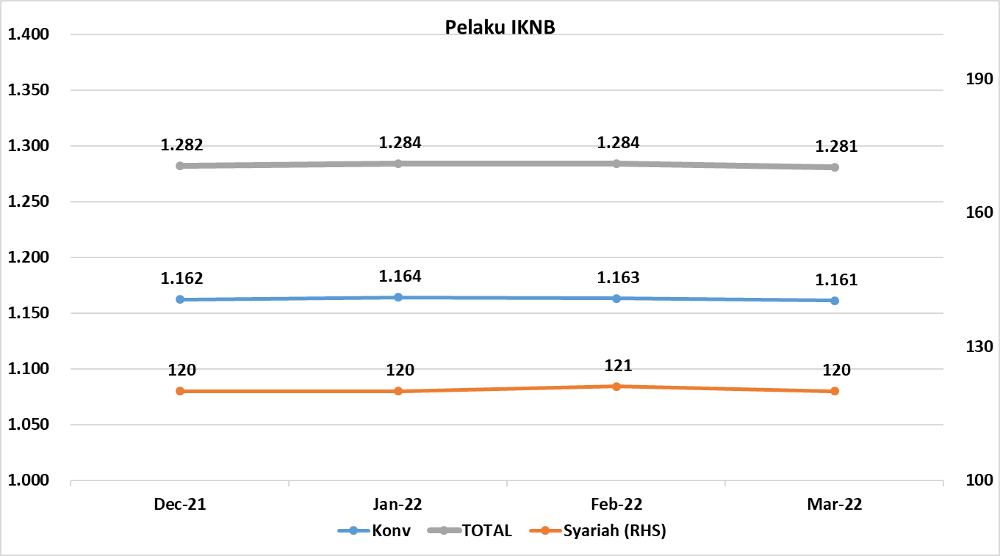 Pelaku IKNB
1.400
1.350
1.300
1.250
1.200
1.150
1.100
1.050
1.000
190
160
130
100
1.282 1.284 1.284 1.281
1.162 1.164 1.163 1.161
120 120 121 120
Dec-21 Jan-22 Feb-22 Mar-22
Konv TOTAL Syariah (RHS)